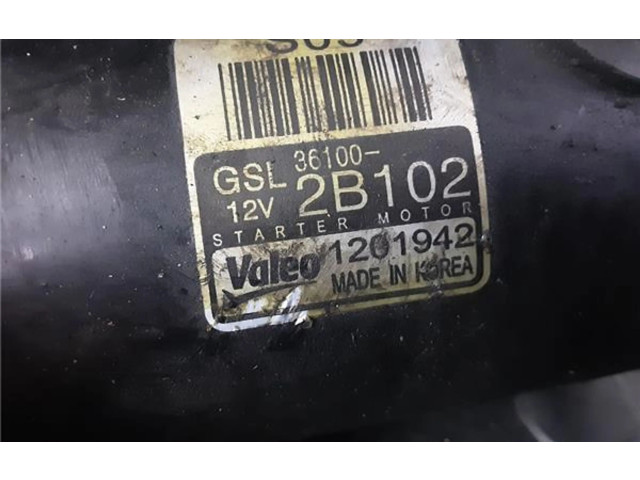 GSL 36100-
12V 2B102
STARTER MOTOR
Valeo 1201942
MADE IN KOREA